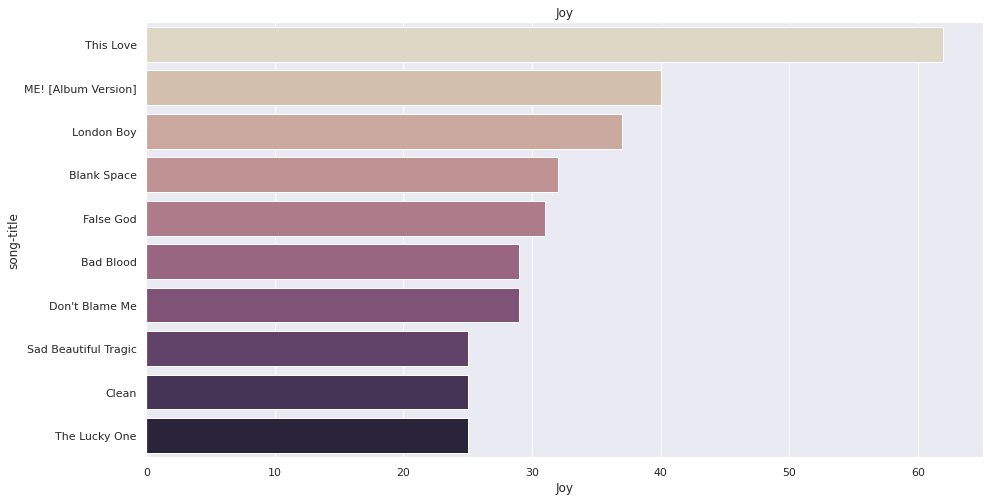 Joy
song-title
This Love
ME! [Album Version]
London Boy
Blank Space
False God
Bad Blood
Don't Blame Me
Sad Beautiful Tragic
Clean
The Lucky One
0 10 20 30 40 50 60
Joy